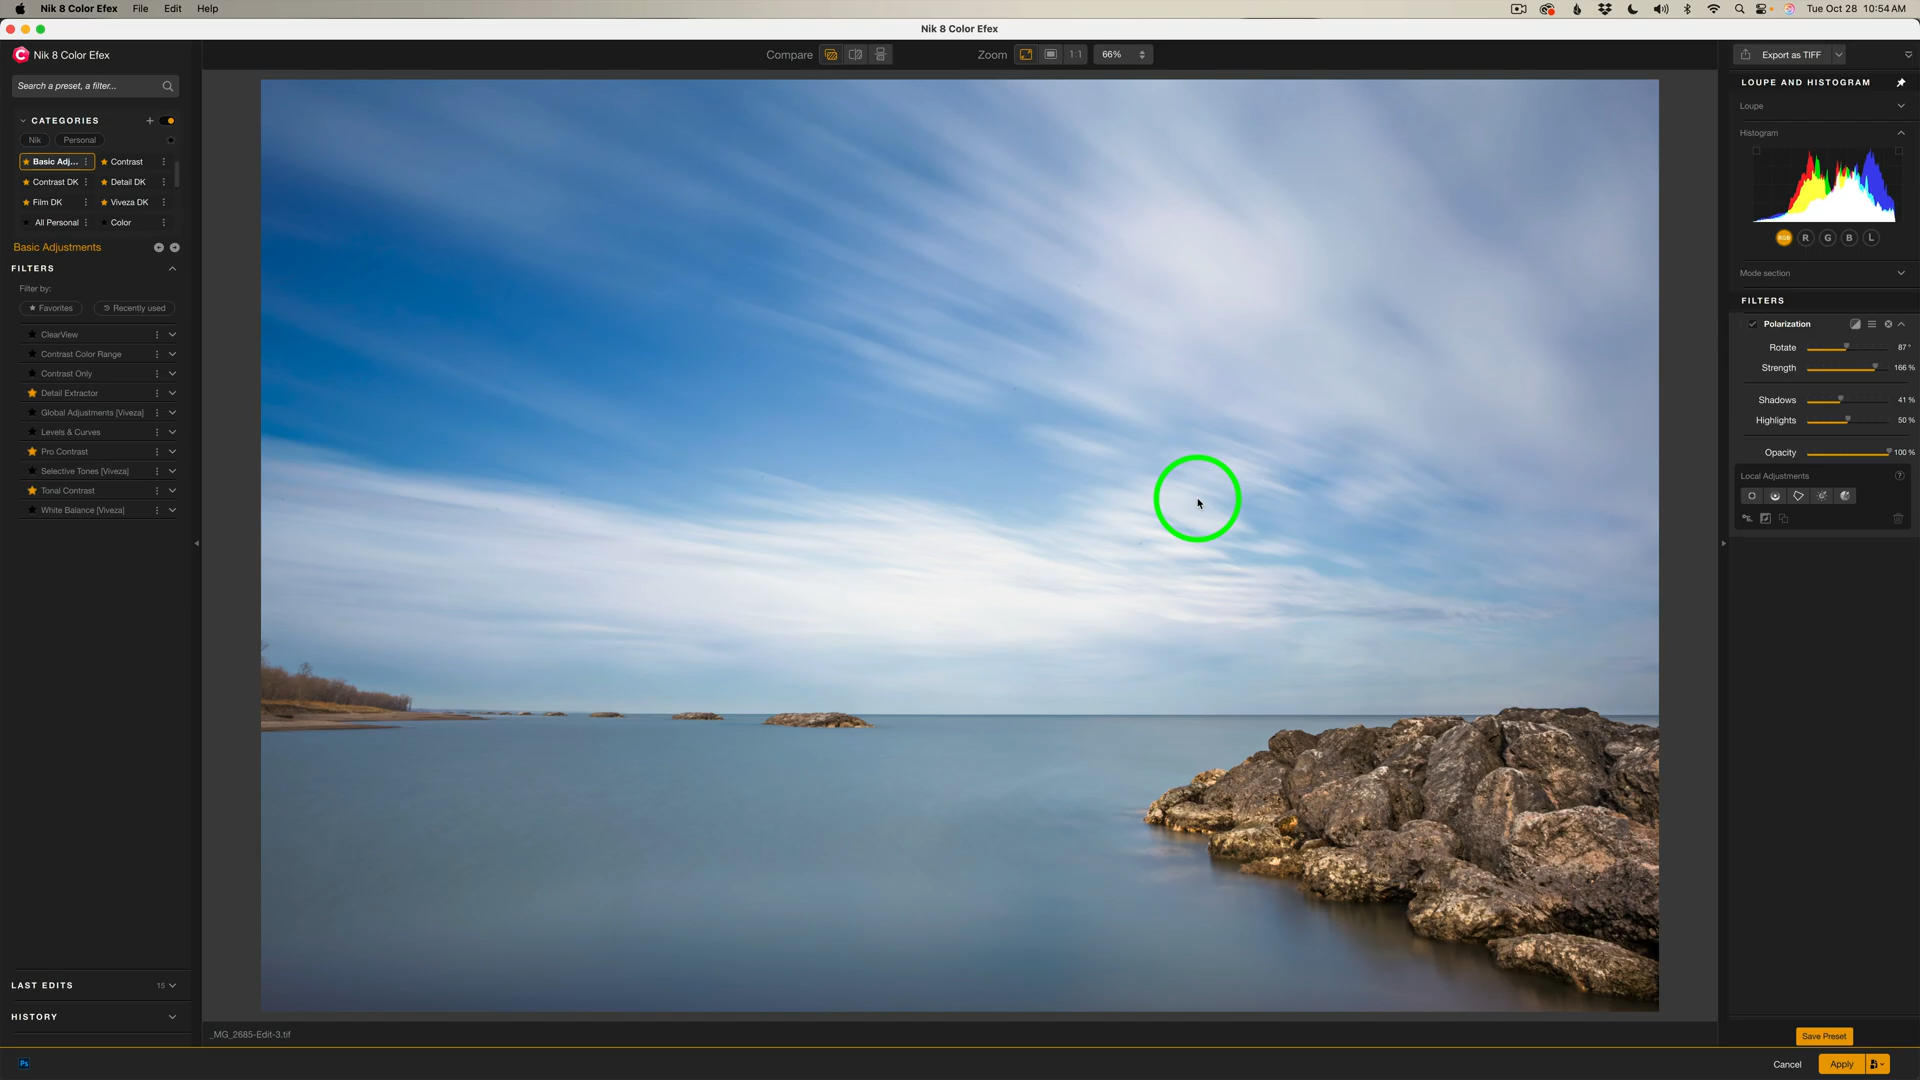 Nik 8 Color Efex File Edit Help
Tue Oct 28 10:54 AM
Nik 8 Color Efex
Nik 8 Color Efex
Compare
Zoom
1:1
66%
Export as TIFF
Search a preset, a filter...
CATEGORIES
Nik
Personal
Basic Adj...
Contrast
Contrast DK
Detail DK
Film DK
Viveza DK
All Personal
Color
Basic Adjustments
FILTERS
Filter by:
Favorites
Recently used
ClearView
Contrast Color Range
Contrast Only
Detail Extractor
Global Adjustments [Viveza]
Levels & Curves
Pro Contrast
Selective Tones [Viveza]
Tonal Contrast
White Balance [Viveza]
LAST EDITS
15
HISTORY
_MG_2685-Edit-3.tif
Ps
LOUPE AND HISTOGRAM
Loupe
Histogram
RGB R G B L
Mode section
FILTERS
Polarization
Rotate 87°
Strength 166%
Shadows 41%
Highlights 50%
Opacity 100%
Local Adjustments
?
Save Preset
Cancel
Apply